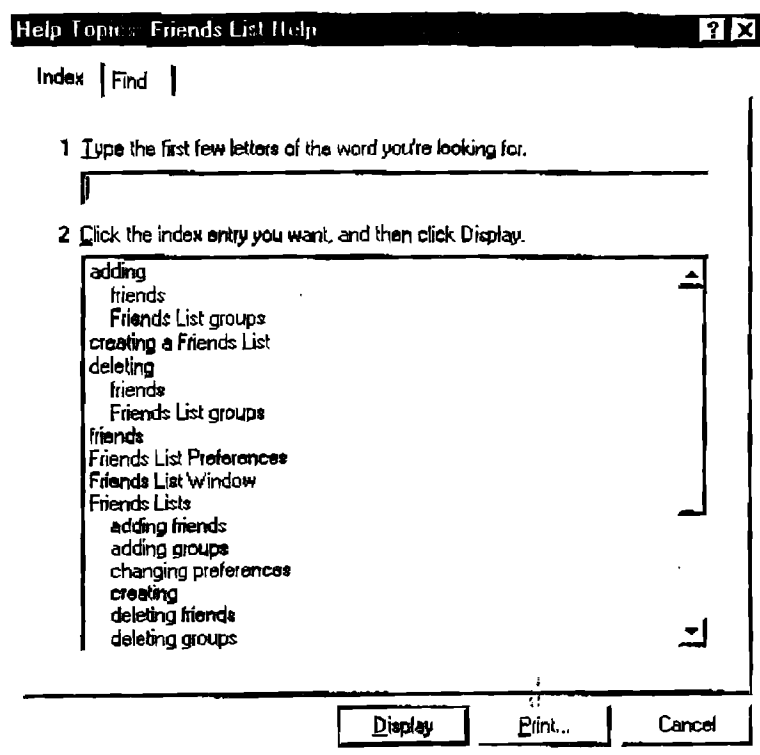 Help Topics: Friends List Help
Index Find
1 Type the first few letters of the word you're looking for.
2 Click the index entry you want, and then click Display.
adding
friends
Friends List groups
creating a Friends List
deleting
friends
Friends List groups
friends
Friends List Preferences
Friends List Window
Friends Lists
adding friends
adding groups
changing preferences
creating
deleting friends
deleting groups
Display Print... Cancel